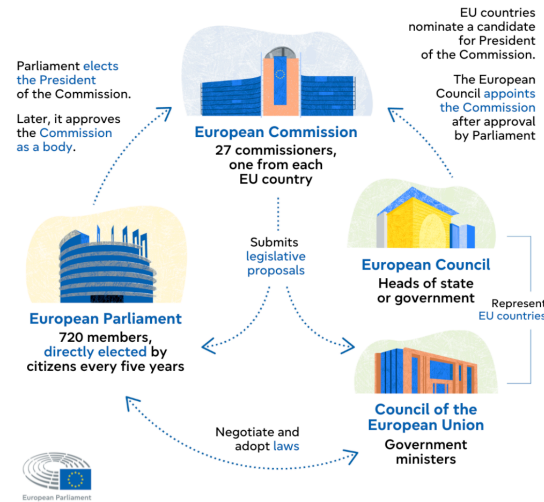 Parliament elects
the President
of the Commission.
Later, it approves
the Commission
as a body.
EU countries
nominate a candidate
for President
of the Commission.
The European
Council appoints
the Commission
after approval
by Parliament
European Commission
27 commissioners,
one from each
EU country
Submits
legislative
proposals
European Council
Heads of state
or government
Represent
EU countries
European Parliament
720 members,
directly elected by
citizens every five years
Council of the
European Union
Government
ministers
Negotiate and
adopt laws
European Parliament